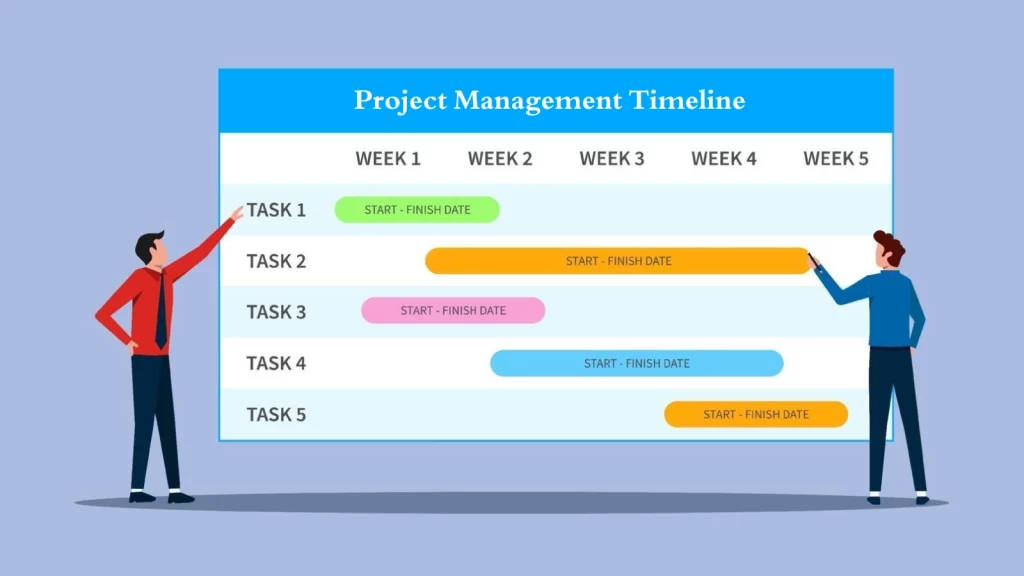 Project Management Timeline
WEEK 1 WEEK 2 WEEK 3 WEEK 4 WEEK 5
TASK 1 START - FINISH DATE
TASK 2 START - FINISH DATE
TASK 3 START - FINISH DATE
TASK 4 START - FINISH DATE
TASK 5 START - FINISH DATE